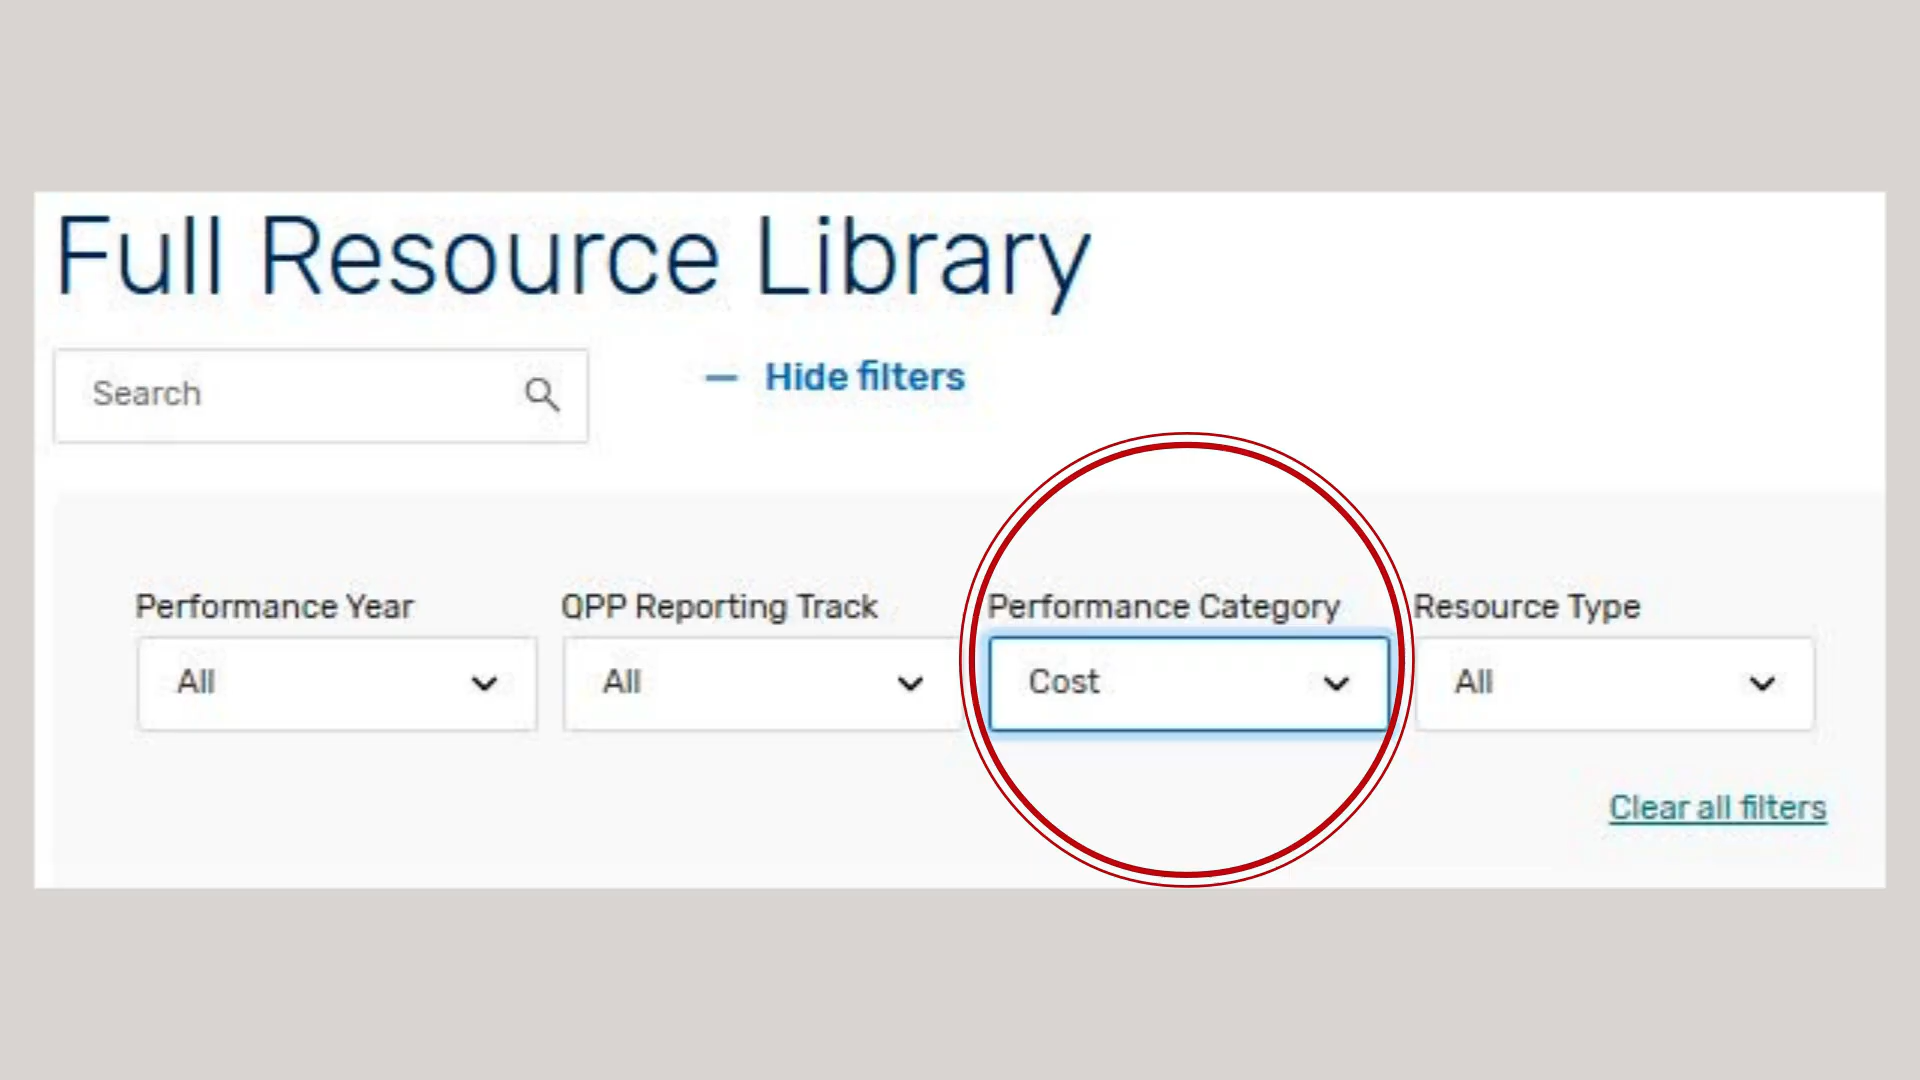 Full Resource Library
Search
— Hide filters
Performance Year
QPP Reporting Track
Performance Category
Resource Type
All
All
Cost
All
Clear all filters